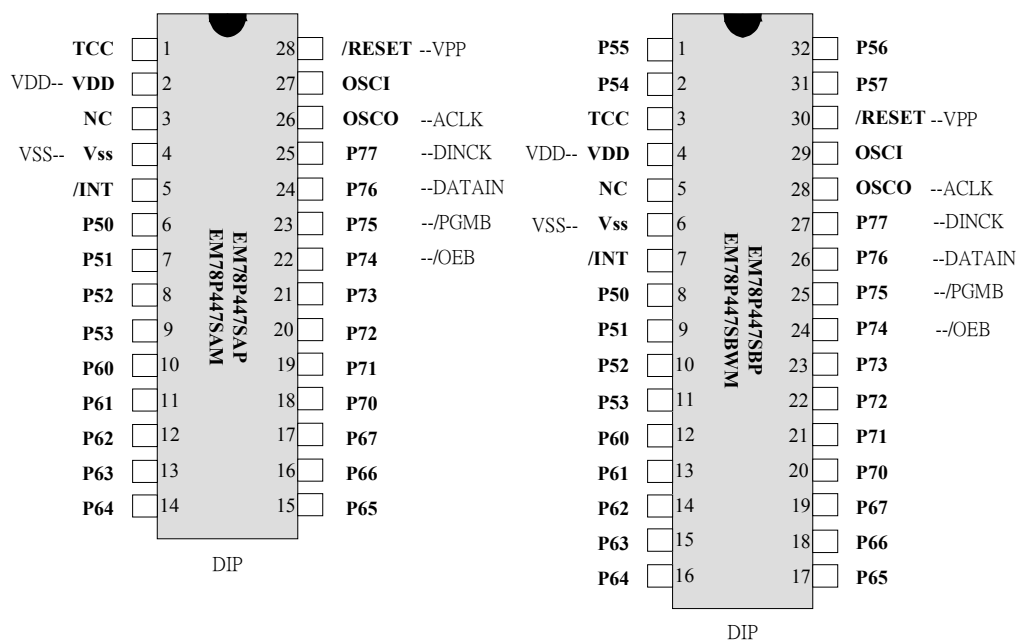 TCC 1 28 /RESET --VPP
VDD-- VDD 2 27 OSCI
NC 3 26 OSCO --ACLK
VSS-- Vss 4 25 P77 --DINCK
/INT 5 24 P76 --DATAIN
P50 6 23 P75 --/PGMB
P51 7 22 P74 --/OEB
P52 8 21 P73
P53 9 20 P72
P60 10 19 P71
P61 11 18 P70
P62 12 17 P67
P63 13 16 P66
P64 14 15 P65
EM78P447SAP
EM78P447SAM
DIP
P55 1 32 P56
P54 2 31 P57
TCC 3 30 /RESET --VPP
VDD-- VDD 4 29 OSCI
NC 5 28 OSCO --ACLK
VSS-- Vss 6 27 P77 --DINCK
/INT 7 26 P76 --DATAIN
P50 8 25 P75 --/PGMB
P51 9 24 P74 --/OEB
P52 10 23 P73
P53 11 22 P72
P60 12 21 P71
P61 13 20 P70
P62 14 19 P67
P63 15 18 P66
P64 16 17 P65
EM78P447SBP
EM78P447SBWM
DIP